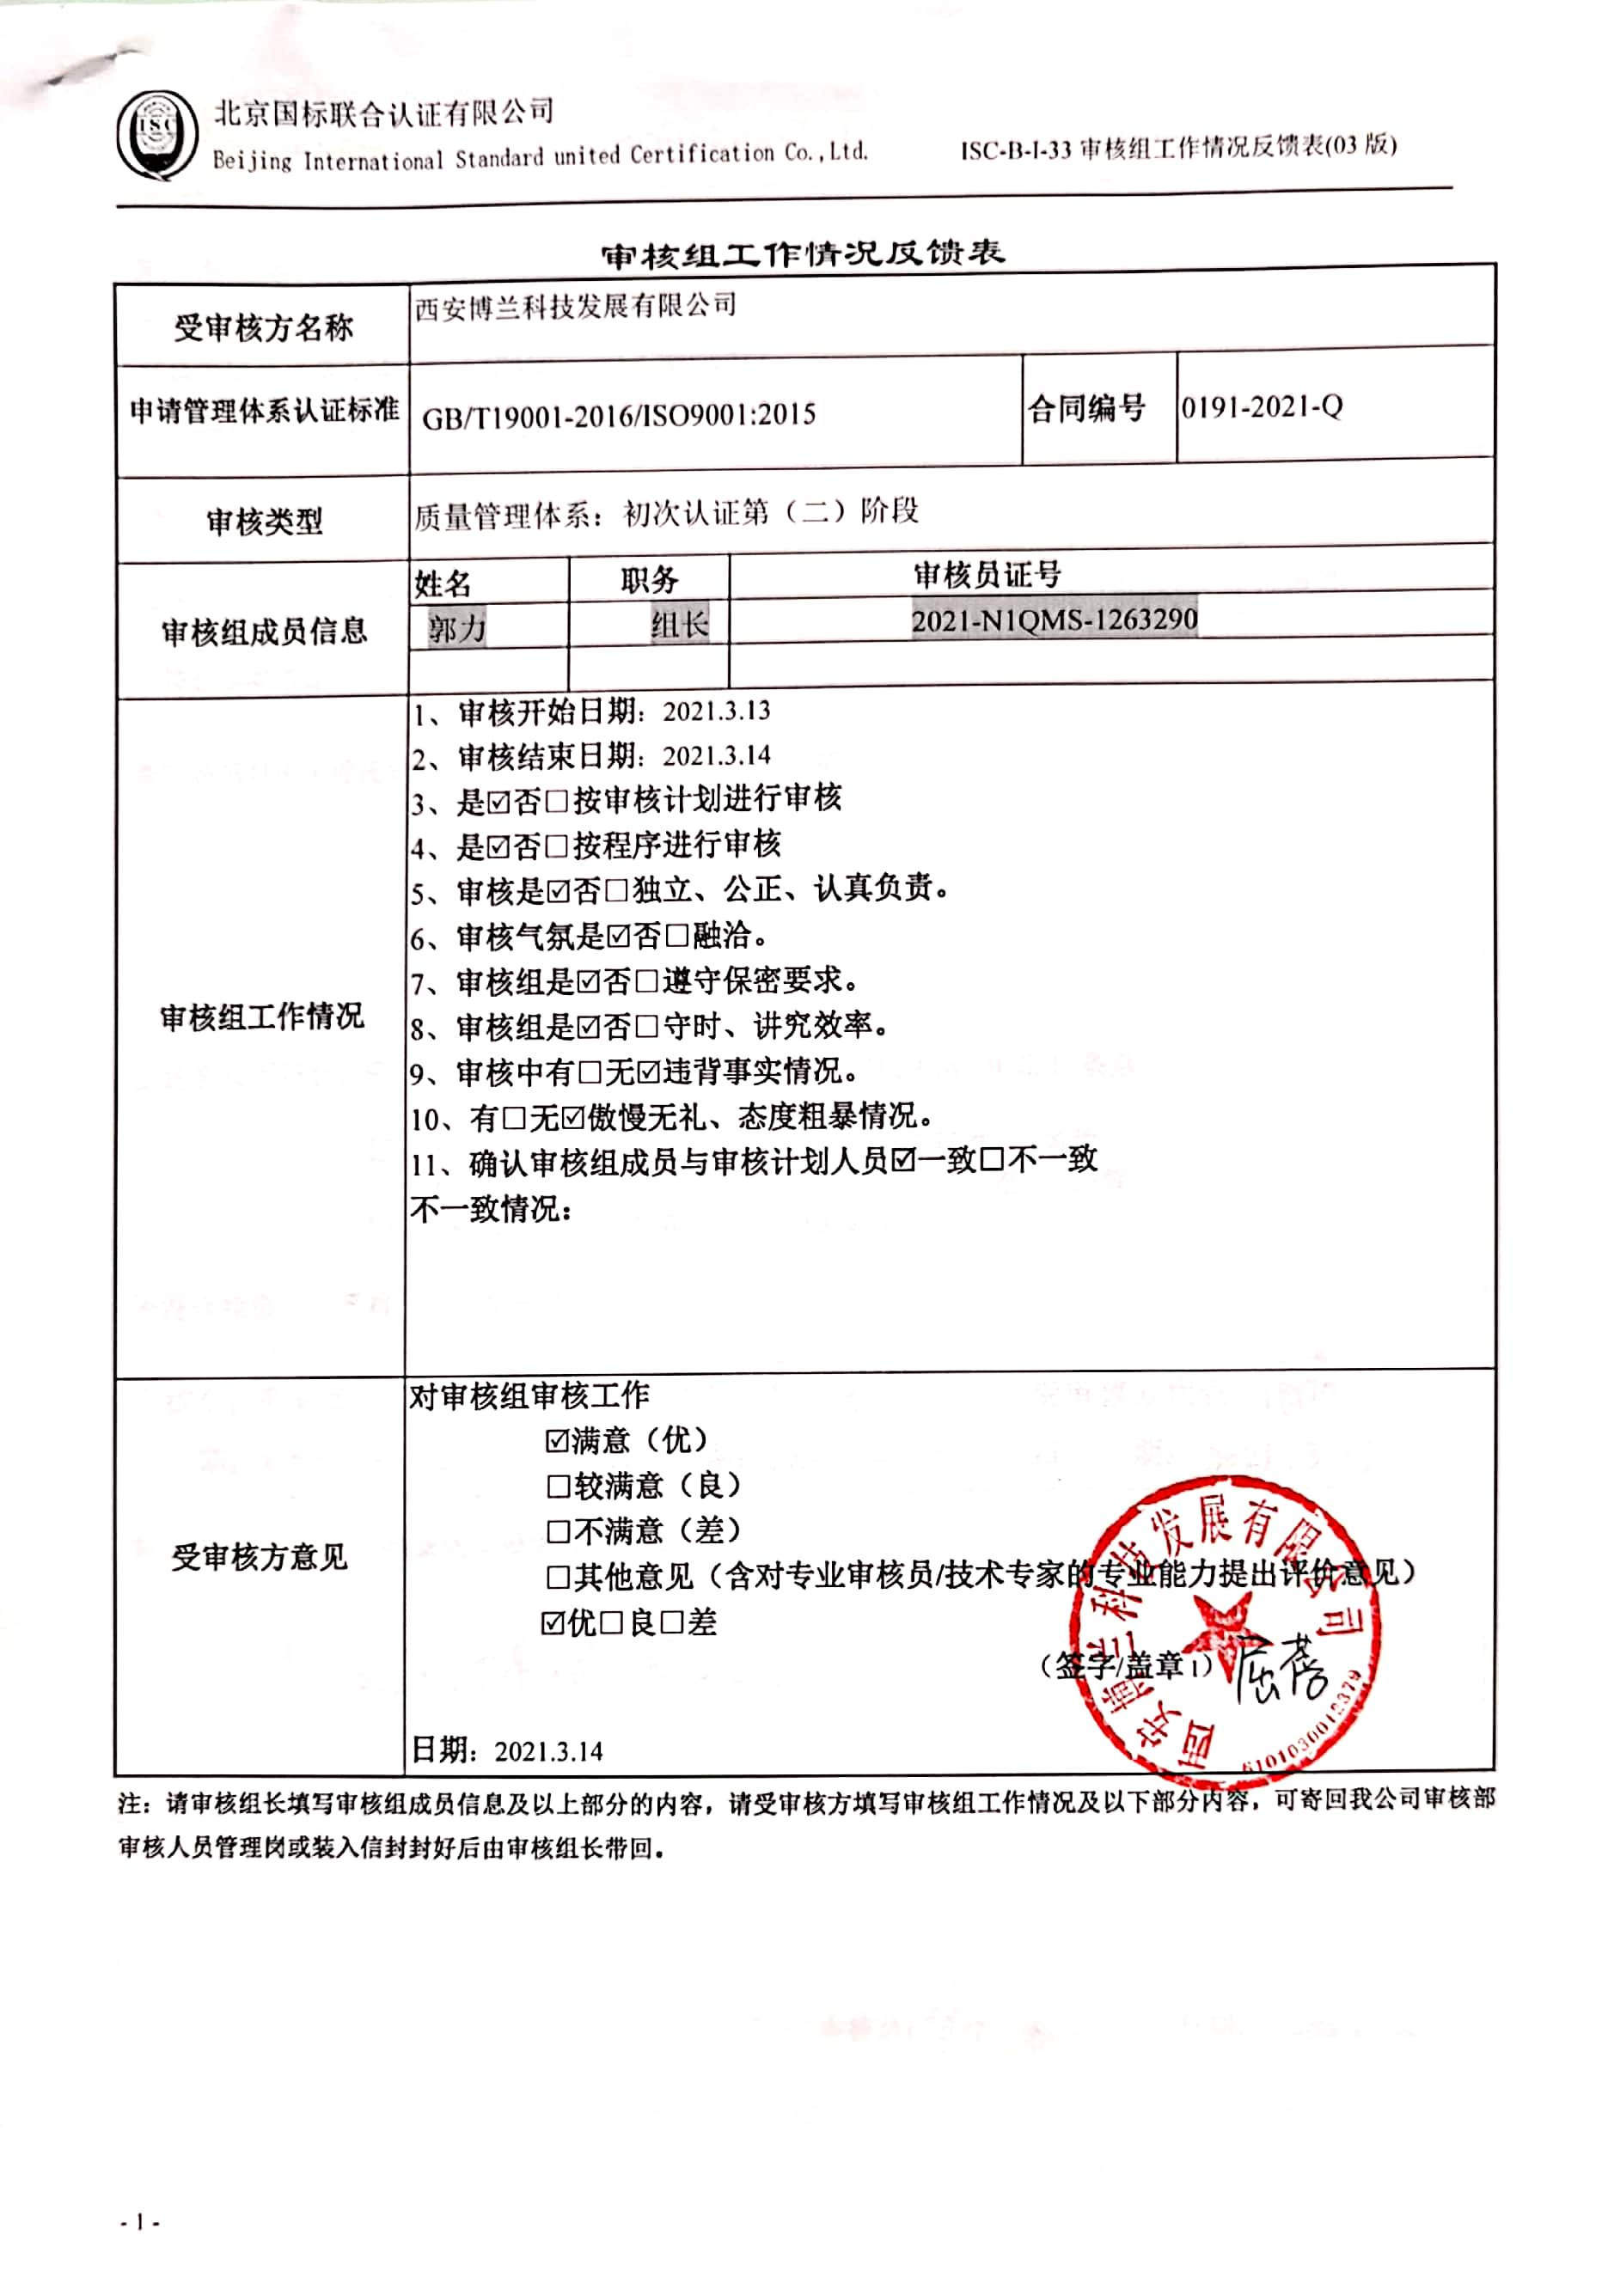 ISC
北京国标联合认证有限公司
Beijing International Standard united Certification Co.,Ltd.
ISC-B-I-33 审核组工作情况反馈表(03 版)
审核组工作情况反馈表
受审核方名称 西安博兰科技发展有限公司
申请管理体系认证标准 GB/T19001-2016/ISO9001:2015 合同编号 0191-2021-Q
审核类型 质量管理体系：初次认证第（二）阶段
审核组成员信息
姓名 职务 审核员证号
郭力 组长 2021-N1QMS-1263290
审核组工作情况
1、审核开始日期：2021.3.13
2、审核结束日期：2021.3.14
3、是☑否☐按审核计划进行审核
4、是☑否☐按程序进行审核
5、审核是☑否☐独立、公正、认真负责。
6、审核气氛是☑否☐融洽。
7、审核组是☑否☐遵守保密要求。
8、审核组是☑否☐守时、讲究效率。
9、审核中有☐无☑违背事实情况。
10、有☐无☑傲慢无礼、态度粗暴情况。
11、确认审核组成员与审核计划人员☑一致☐不一致
不一致情况：
受审核方意见
对审核组审核工作
☑满意（优）
☐较满意（良）
☐不满意（差）
☐其他意见（含对专业审核员/技术专家的专业能力提出评价意见）
☑优☐良☐差
（签字/盖章）
西安博兰科技发展有限公司
日期：2021.3.14
注：请审核组长填写审核组成员信息及以上部分的内容，请受审核方填写审核组工作情况及以下部分内容，可寄回我公司审核部
审核人员管理岗或装入信封封好后由审核组长带回。
- 1 -